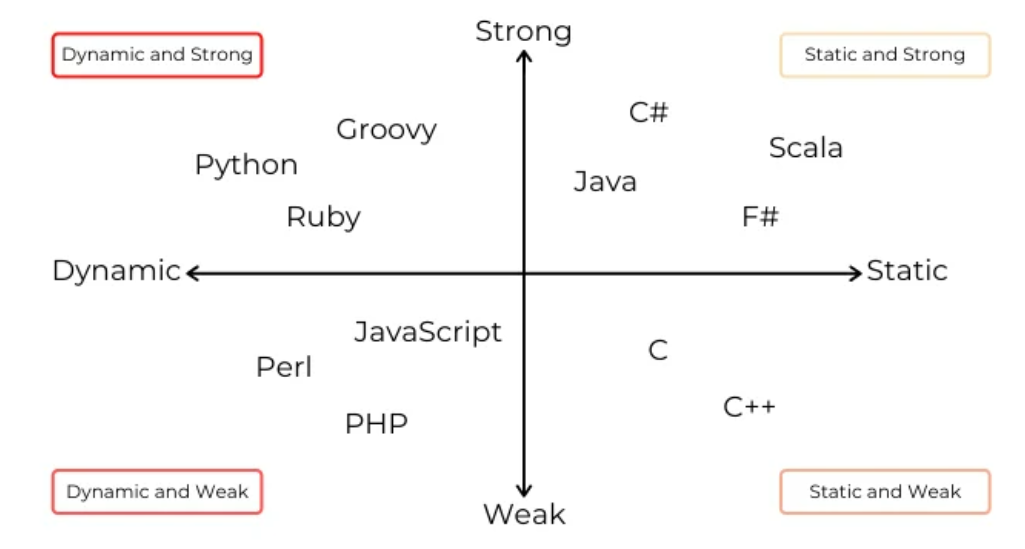 Strong
Dynamic and Strong
Static and Strong
C#
Groovy
Scala
Python
Java
Ruby
F#
Dynamic
Static
JavaScript
C
Perl
C++
PHP
Dynamic and Weak
Static and Weak
Weak